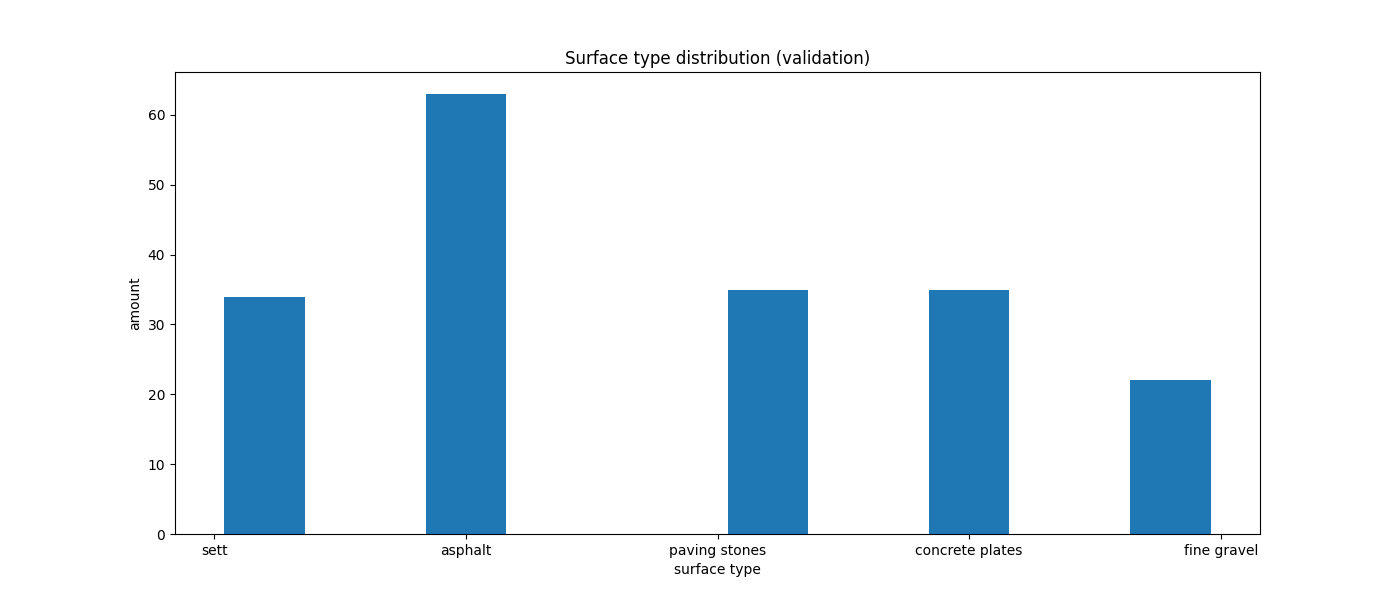 Surface type distribution (validation)
60
50
40
30
20
10
0
amount
sett asphalt paving stones concrete plates fine gravel
surface type